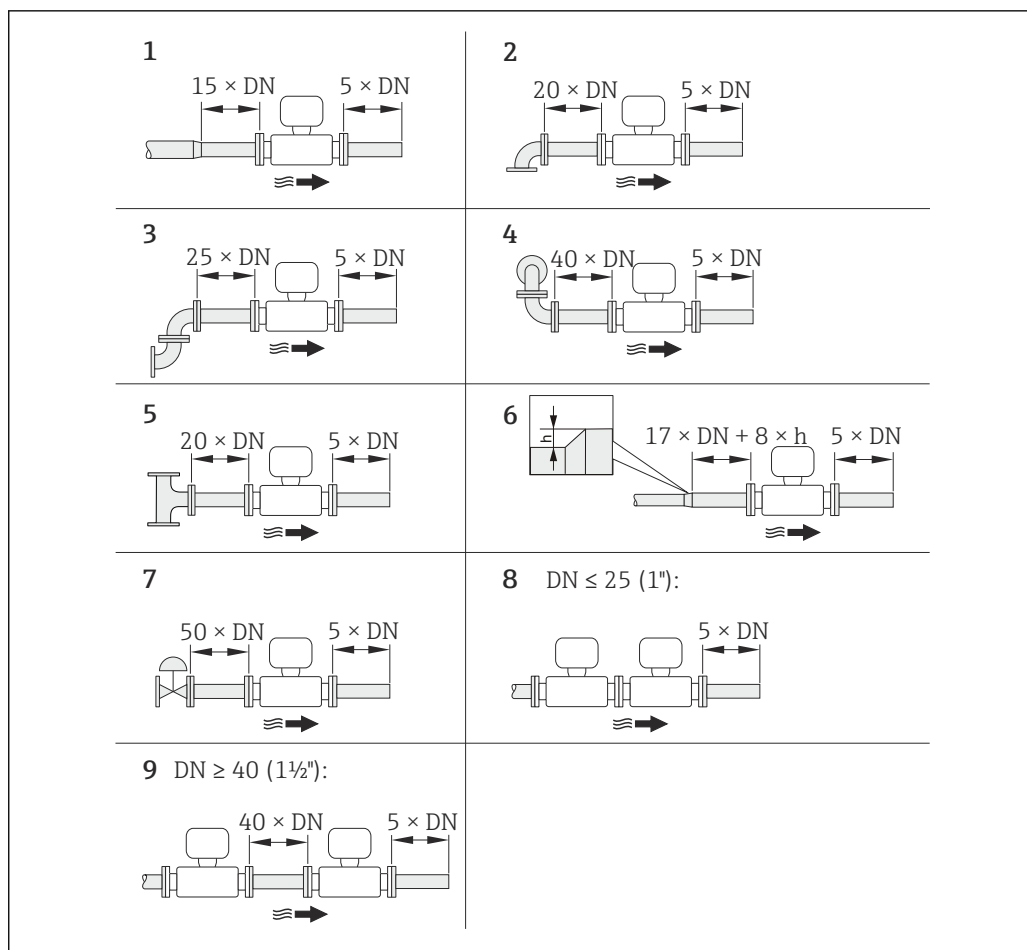 1
15 × DN 5 × DN
2
20 × DN 5 × DN
3
25 × DN 5 × DN
4
40 × DN 5 × DN
5
20 × DN 5 × DN
6
h
17 × DN + 8 × h 5 × DN
7
50 × DN 5 × DN
8 DN ≤ 25 (1"):
5 × DN
9 DN ≥ 40 (1½"):
40 × DN 5 × DN